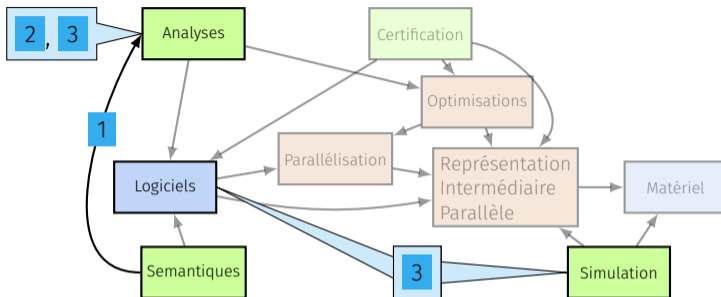 2, 3
Analyses
Certification
Optimisations
1
Parallélisation
Logiciels
Représentation
Intermédiaire
Parallèle
Matériel
Semantiques
3
Simulation